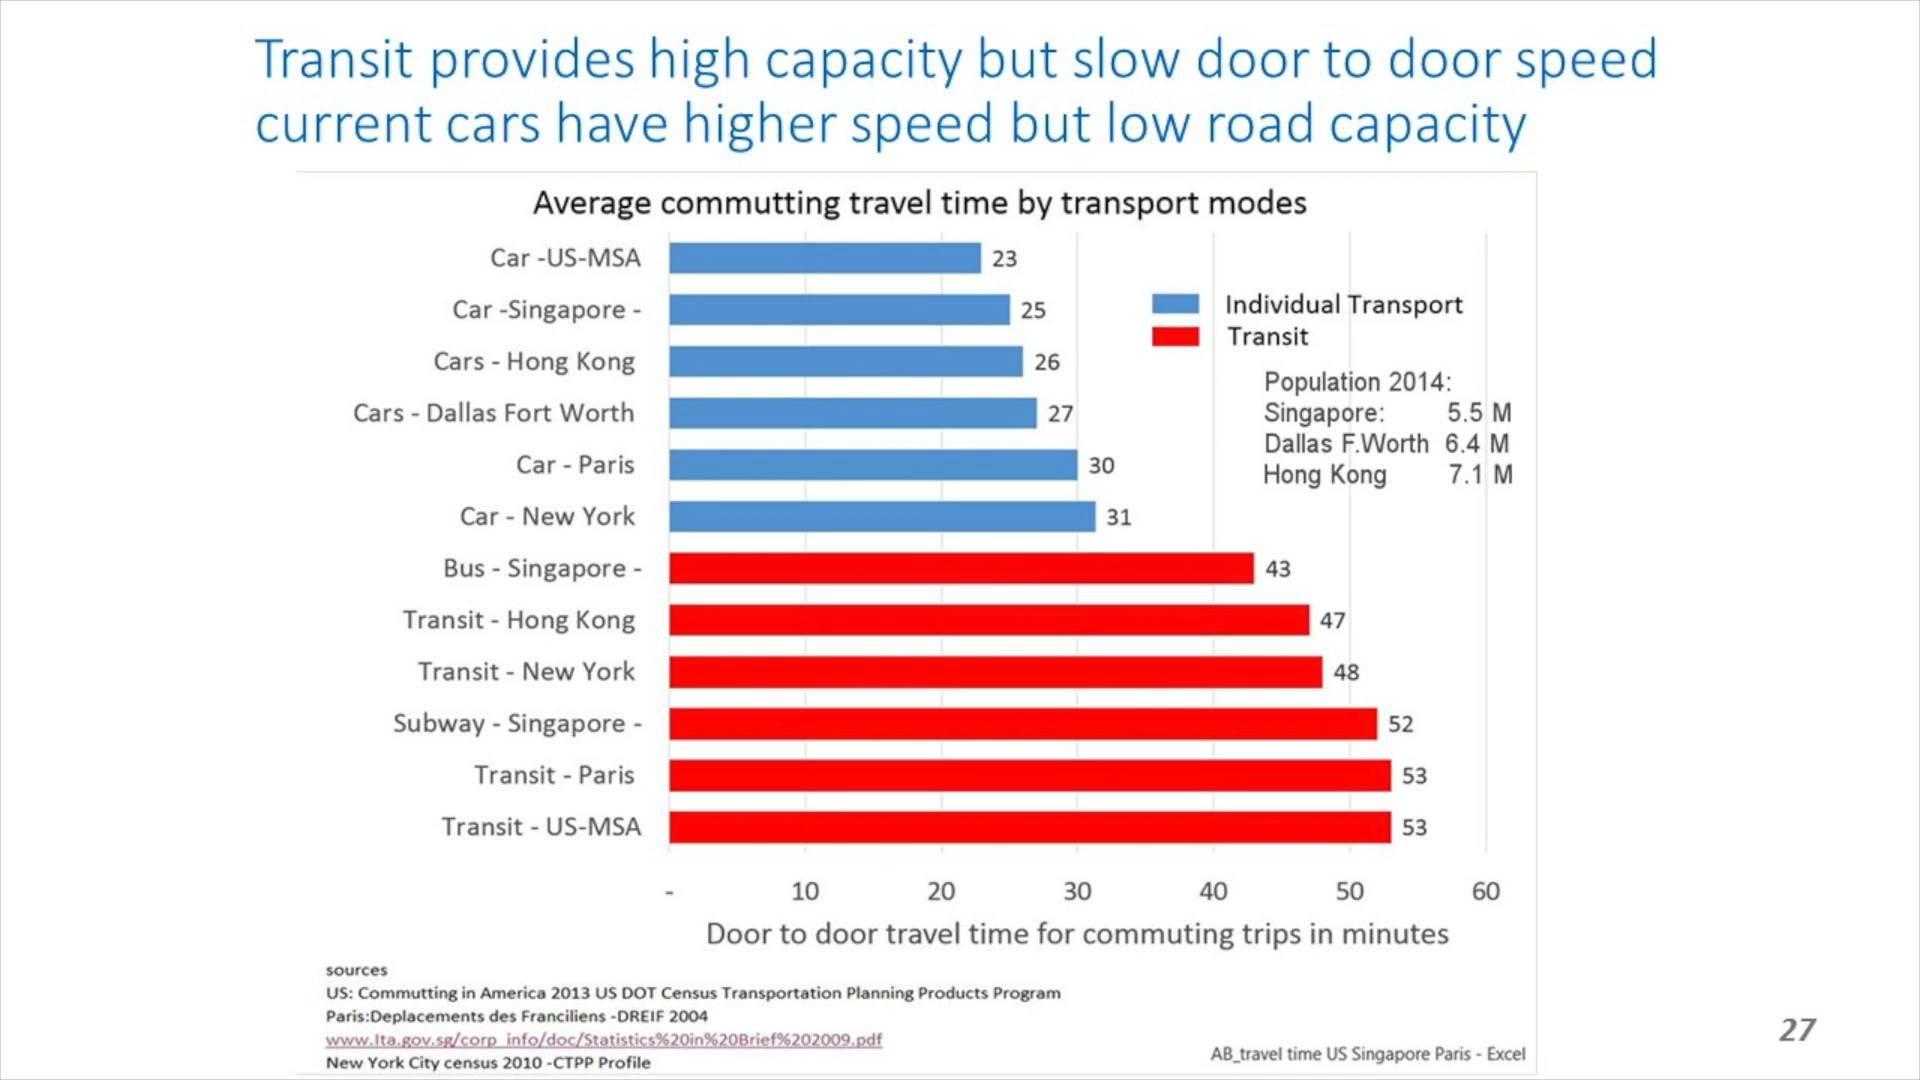 Transit provides high capacity but slow door to door speed
current cars have higher speed but low road capacity
Average commutting travel time by transport modes
Car -US-MSA 23
Car -Singapore - 25
Cars - Hong Kong 26
Cars - Dallas Fort Worth 27
Car - Paris 30
Car - New York 31
Bus - Singapore - 43
Transit - Hong Kong 47
Transit - New York 48
Subway - Singapore - 52
Transit - Paris 53
Transit - US-MSA 53
Individual Transport
Transit
Population 2014:
Singapore: 5.5 M
Dallas F.Worth 6.4 M
Hong Kong 7.1 M
- 10 20 30 40 50 60
Door to door travel time for commuting trips in minutes
sources
US: Commutting in America 2013 US DOT Census Transportation Planning Products Program
Paris:Deplacements des Franciliens -DREIF 2004
www.lta.gov.sg/corp_info/doc/Statistics%20in%20Brief%202009.pdf
New York City census 2010 -CTPP Profile
AB_travel time US Singapore Paris - Excel
27